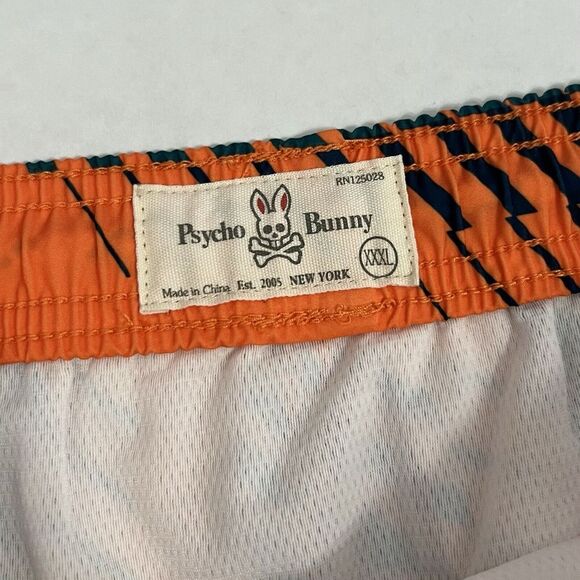 RN125028
Psycho Bunny
XXXL
Made in China Est. 2005 NEW YORK